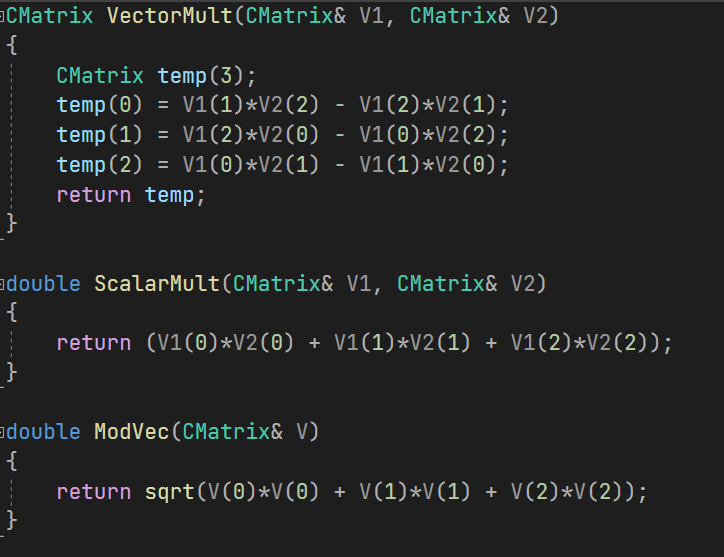 CMatrix VectorMult(CMatrix& V1, CMatrix& V2)
{
    CMatrix temp(3);
    temp(0) = V1(1)*V2(2) - V1(2)*V2(1);
    temp(1) = V1(2)*V2(0) - V1(0)*V2(2);
    temp(2) = V1(0)*V2(1) - V1(1)*V2(0);
    return temp;
}
double ScalarMult(CMatrix& V1, CMatrix& V2)
{
    return (V1(0)*V2(0) + V1(1)*V2(1) + V1(2)*V2(2));
}
double ModVec(CMatrix& V)
{
    return sqrt(V(0)*V(0) + V(1)*V(1) + V(2)*V(2));
}